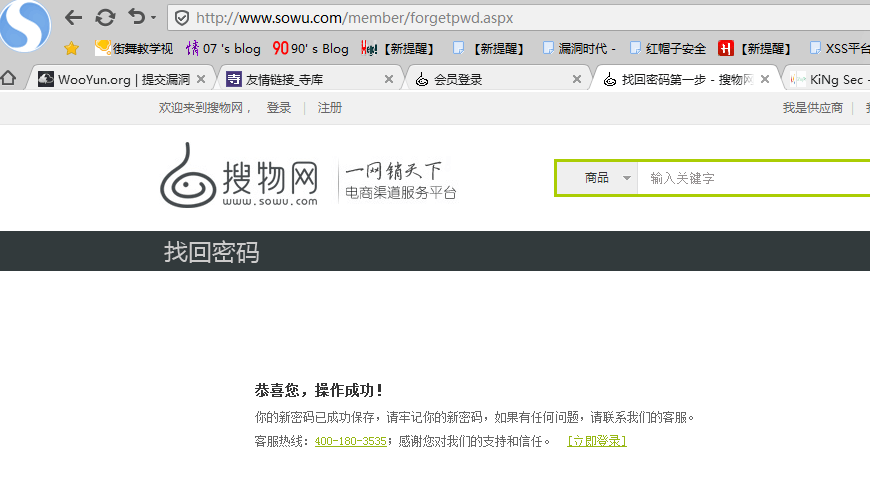 http://www.sowu.com/member/forgetpwd.aspx
街舞教学视 07 's blog 90' s Blog 【新提醒】 【新提醒】 漏洞时代 - 红帽子安全 【新提醒】 XSS平台
WooYun.org | 提交漏洞 友情链接_寺库 会员登录 找回密码第一步 - 搜物网 KiNg Sec -
欢迎来到搜物网， 登录 | 注册 我是供应商 |
搜物网 一网销天下
www.sowu.com 电商渠道服务平台
商品 输入关键字
找回密码
恭喜您，操作成功！
你的新密码已成功保存，请牢记你的新密码，如果有任何问题，请联系我们的客服。
客服热线：400-180-3535；感谢您对我们的支持和信任。 [立即登录]